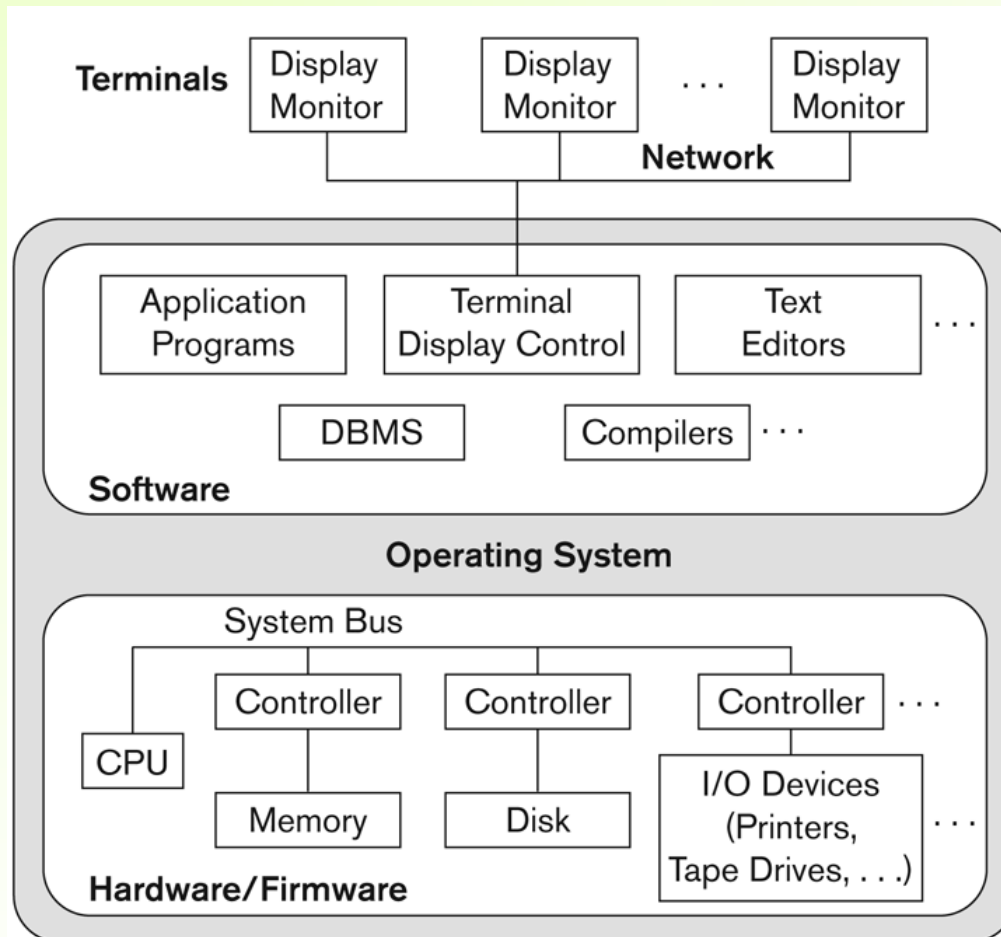 Terminals
Display
Monitor
Display
Monitor
. . .
Display
Monitor
Network
Application
Programs
Terminal
Display Control
Text
Editors
. . .
DBMS
Compilers
. . .
Software
Operating System
System Bus
Controller
Controller
Controller
. . .
CPU
Memory
Disk
I/O Devices
(Printers,
Tape Drives, . . .)
. . .
Hardware/Firmware